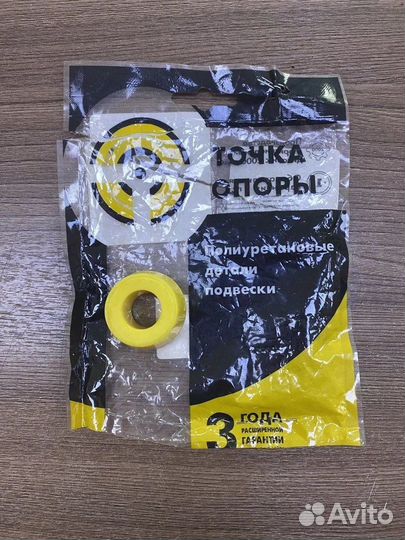 ТОЧКА
ОПОРЫ
Полиуретановые
детали
подвески
3 ГОДА
РАСШИРЕННОЙ
ГАРАНТИИ
Avito